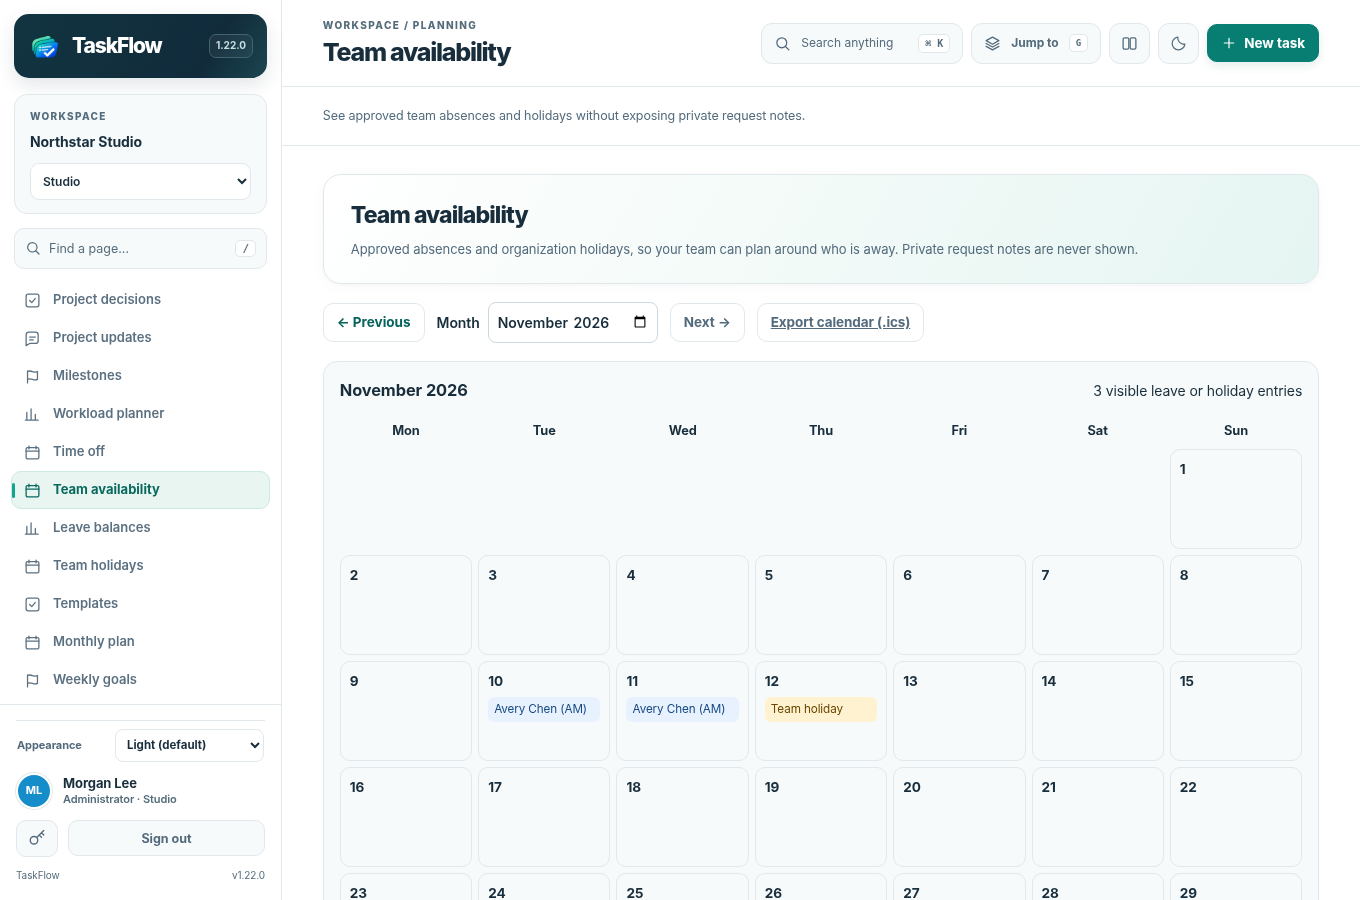 TaskFlow
1.22.0
WORKSPACE
Northstar Studio
Studio
Find a page...
/
Project decisions
Project updates
Milestones
Workload planner
Time off
Team availability
Leave balances
Team holidays
Templates
Monthly plan
Weekly goals
Appearance
Light (default)
ML
Morgan Lee
Administrator · Studio
Sign out
TaskFlow
v1.22.0
WORKSPACE / PLANNING
Team availability
Search anything
⌘ K
Jump to
G
+ New task
See approved team absences and holidays without exposing private request notes.
Team availability
Approved absences and organization holidays, so your team can plan around who is away. Private request notes are never shown.
← Previous
Month
November 2026
Next →
Export calendar (.ics)
November 2026
3 visible leave or holiday entries
Mon Tue Wed Thu Fri Sat Sun
1
2 3 4 5 6 7 8
9 10 11 12 13 14 15
Avery Chen (AM) Avery Chen (AM) Team holiday
16 17 18 19 20 21 22
23 24 25 26 27 28 29